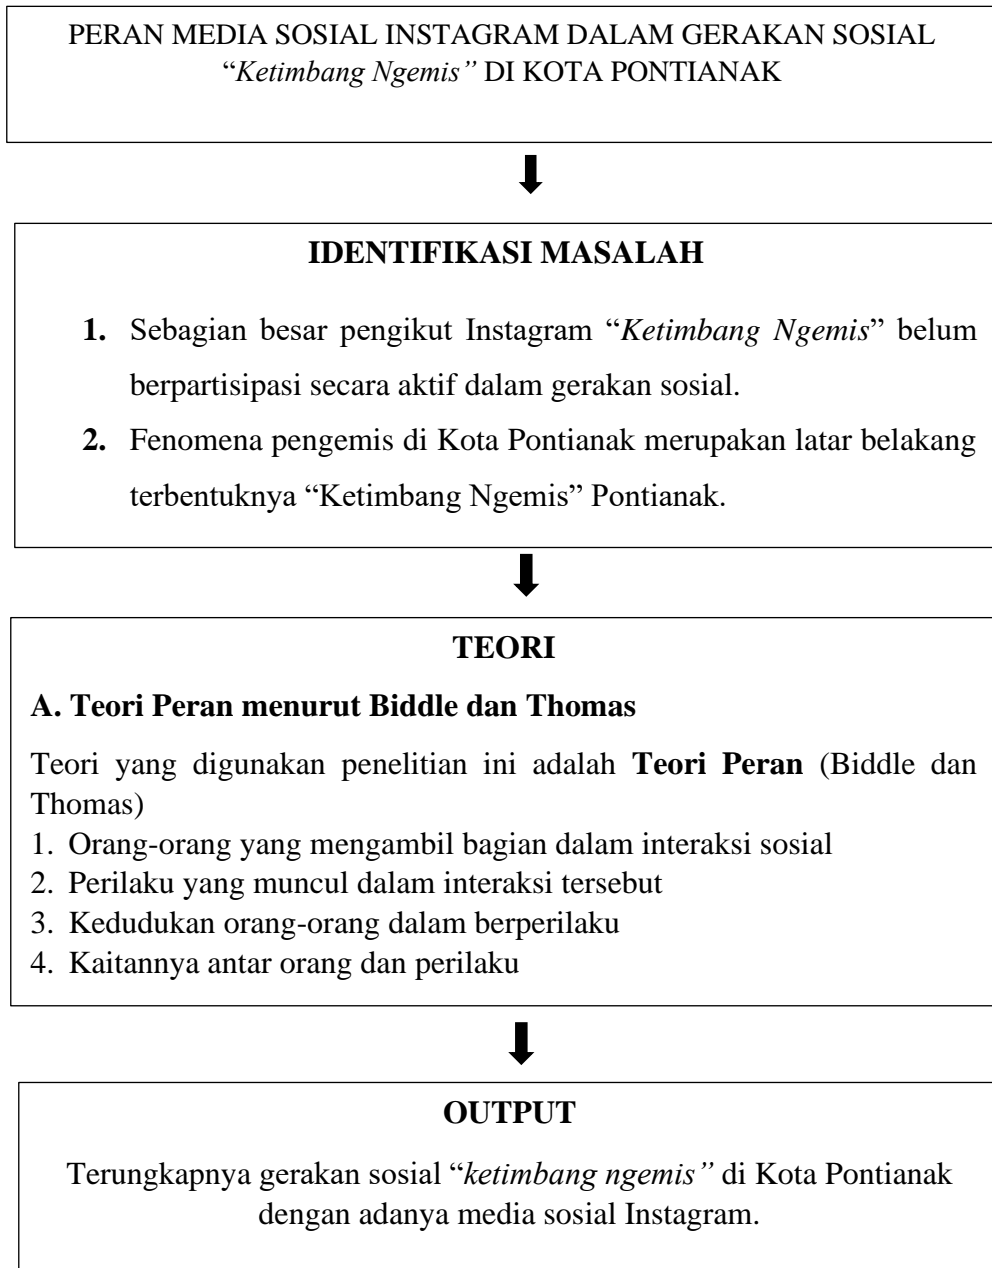 PERAN MEDIA SOSIAL INSTAGRAM DALAM GERAKAN SOSIAL
“Ketimbang Ngemis” DI KOTA PONTIANAK
IDENTIFIKASI MASALAH
1. Sebagian besar pengikut Instagram “Ketimbang Ngemis” belum
berpartisipasi secara aktif dalam gerakan sosial.
2. Fenomena pengemis di Kota Pontianak merupakan latar belakang
terbentuknya “Ketimbang Ngemis” Pontianak.
TEORI
A. Teori Peran menurut Biddle dan Thomas
Teori yang digunakan penelitian ini adalah Teori Peran (Biddle dan
Thomas)
1. Orang-orang yang mengambil bagian dalam interaksi sosial
2. Perilaku yang muncul dalam interaksi tersebut
3. Kedudukan orang-orang dalam berperilaku
4. Kaitannya antar orang dan perilaku
OUTPUT
Terungkapnya gerakan sosial “ketimbang ngemis” di Kota Pontianak
dengan adanya media sosial Instagram.